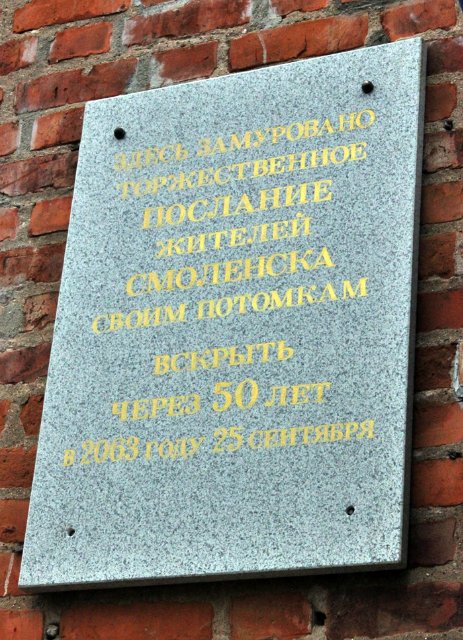 ЗДЕСЬ ЗАМУРОВАНО
ТОРЖЕСТВЕННОЕ
ПОСЛАНИЕ
ЖИТЕЛЕЙ
СМОЛЕНСКА
СВОИМ ПОТОМКАМ
ВСКРЫТЬ
ЧЕРЕЗ 50 ЛЕТ
В 2063 ГОДУ 25 СЕНТЯБРЯ